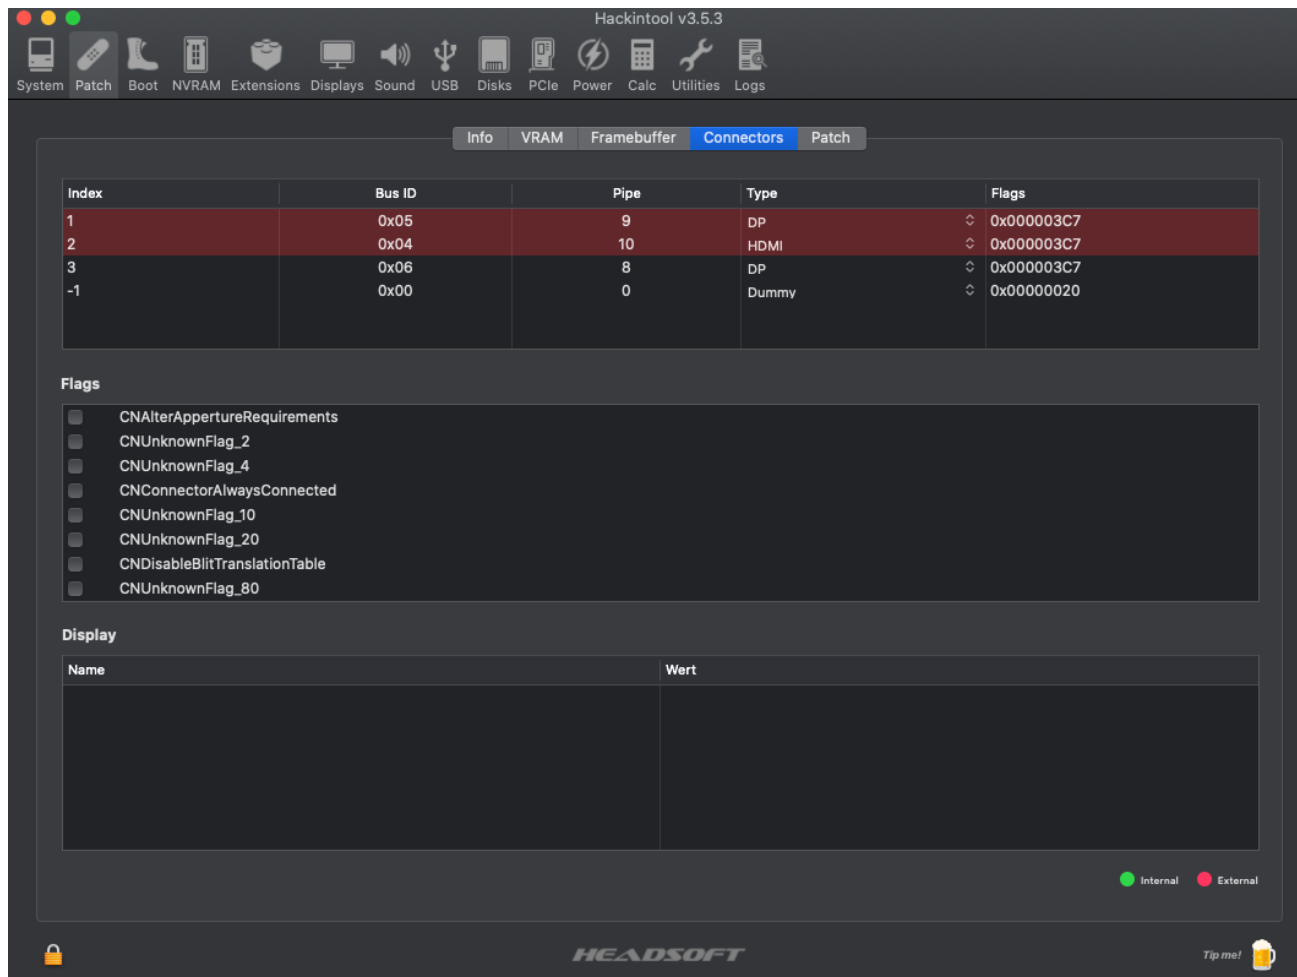 Hackintool v3.5.3
System Patch Boot NVRAM Extensions Displays Sound USB Disks PCIe Power Calc Utilities Logs
Info VRAM Framebuffer Connectors Patch
Index Bus ID Pipe Type Flags
1 0x05 9 DP 0x000003C7
2 0x04 10 HDMI 0x000003C7
3 0x06 8 DP 0x000003C7
-1 0x00 0 Dummy 0x00000020
Flags
CNAlterAppertureRequirements
CNUnknownFlag_2
CNUnknownFlag_4
CNConnectorAlwaysConnected
CNUnknownFlag_10
CNUnknownFlag_20
CNDisableBlitTranslationTable
CNUnknownFlag_80
Display
Name Wert
Internal External
HEADSOFT
Tip me!